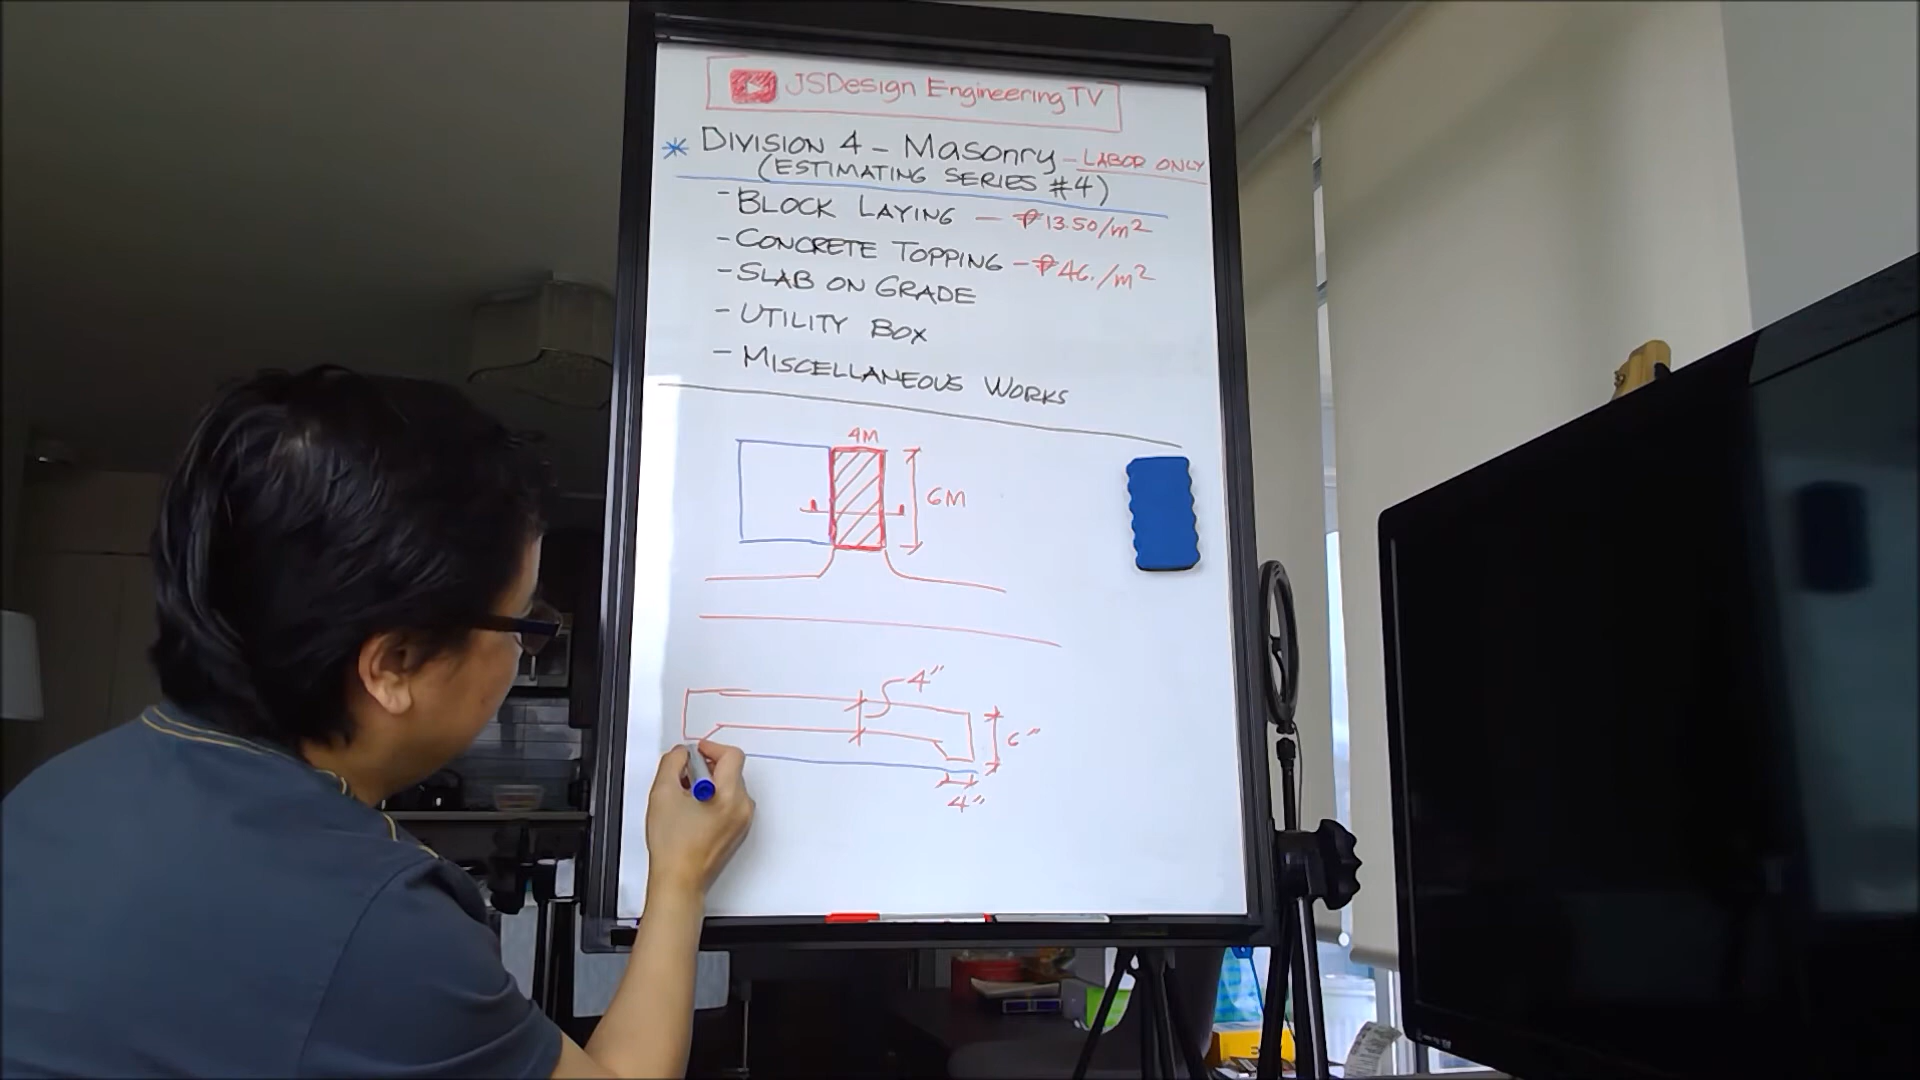 JSDesign Engineering TV
* DIVISION 4 - Masonry - LABOR ONLY
(ESTIMATING SERIES #4)
- BLOCK LAYING - ₱13.50/m²
- CONCRETE TOPPING - ₱46./m²
- SLAB ON GRADE
- UTILITY BOX
- MISCELLANEOUS WORKS
4M
6M
4"
6"
4"